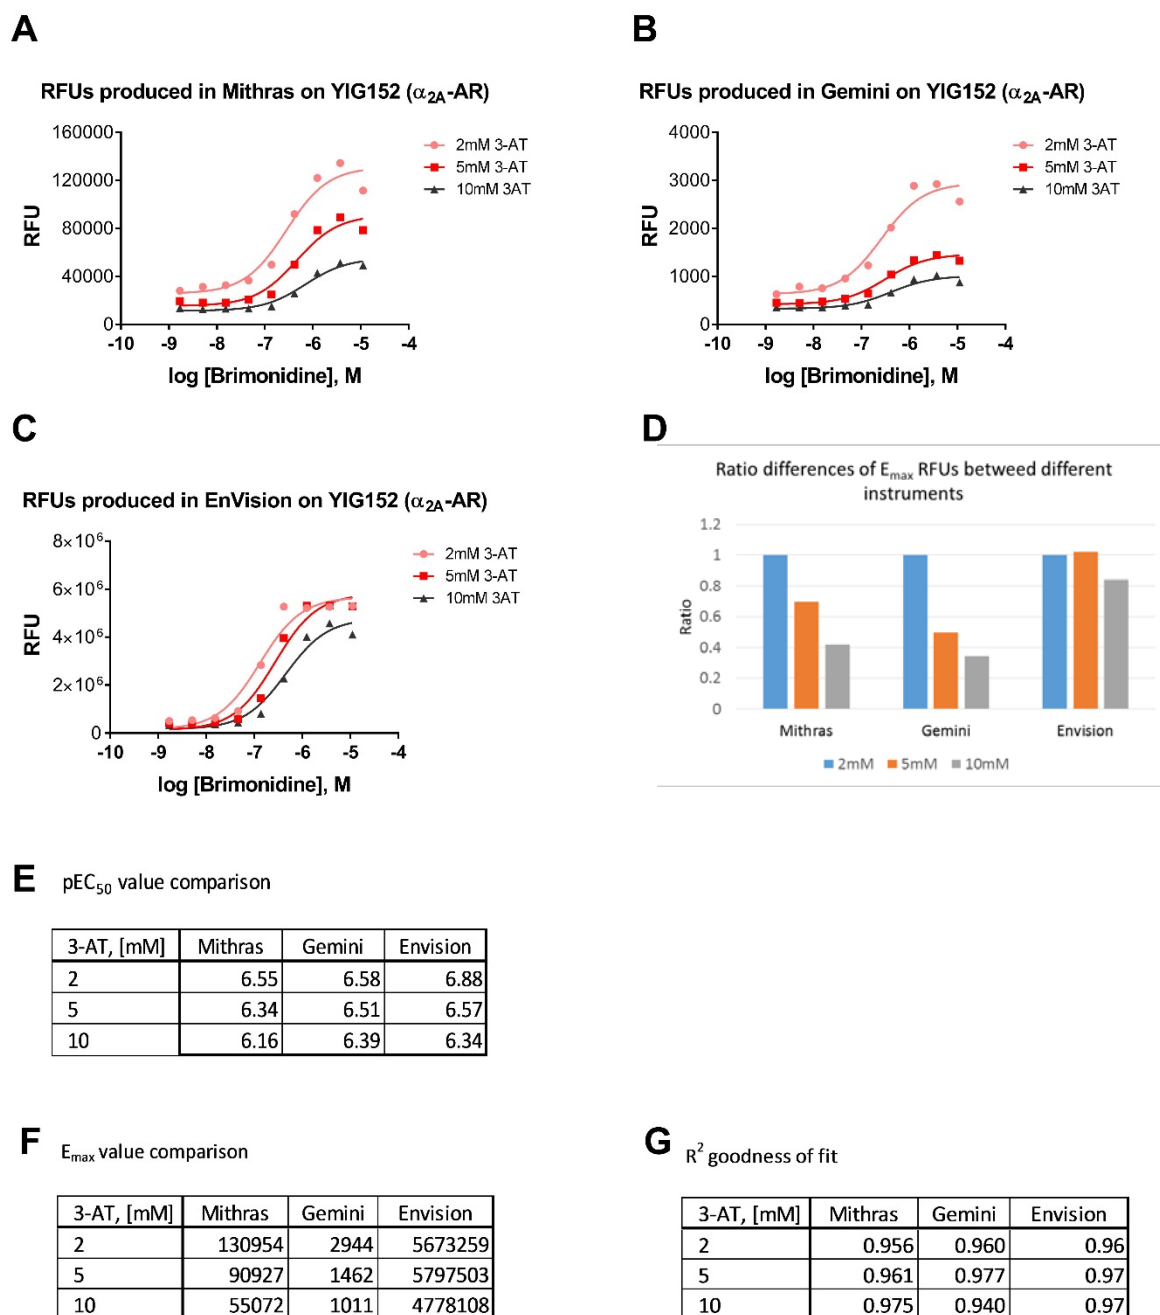 A
RFUs produced in Mithras on YIG152 (α2A-AR)
160000
120000
80000
40000
0
RFU
-10 -9 -8 -7 -6 -5 -4
log [Brimonidine], M
2mM 3-AT
5mM 3-AT
10mM 3AT
B
RFUs produced in Gemini on YIG152 (α2A-AR)
4000
3000
2000
1000
0
RFU
-10 -9 -8 -7 -6 -5 -4
log [Brimonidine], M
2mM 3-AT
5mM 3-AT
10mM 3AT
C
RFUs produced in EnVision on YIG152 (α2A-AR)
8×10⁶
6×10⁶
4×10⁶
2×10⁶
0
RFU
-10 -9 -8 -7 -6 -5 -4
log [Brimonidine], M
2mM 3-AT
5mM 3-AT
10mM 3AT
D
Ratio differences of Emax RFUs betweed different
instruments
1.2
1
0.8
0.6
0.4
0.2
0
Ratio
Mithras Gemini Envision
2mM 5mM 10mM
E pEC50 value comparison
3-AT, [mM] Mithras Gemini Envision
2 6.55 6.58 6.88
5 6.34 6.51 6.57
10 6.16 6.39 6.34
F Emax value comparison
3-AT, [mM] Mithras Gemini Envision
2 130954 2944 5673259
5 90927 1462 5797503
10 55072 1011 4778108
G R² goodness of fit
3-AT, [mM] Mithras Gemini Envision
2 0.956 0.960 0.96
5 0.961 0.977 0.97
10 0.975 0.940 0.97